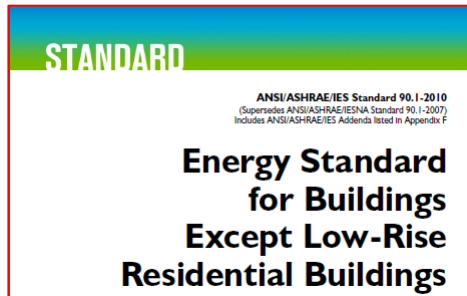 STANDARD
ANSI/ASHRAE/IES Standard 90.1-2010
(Supersedes ANSI/ASHRAE/IESNA Standard 90.1-2007)
Includes ANSI/ASHRAE/IES Addenda listed in Appendix F
Energy Standard
for Buildings
Except Low-Rise
Residential Buildings